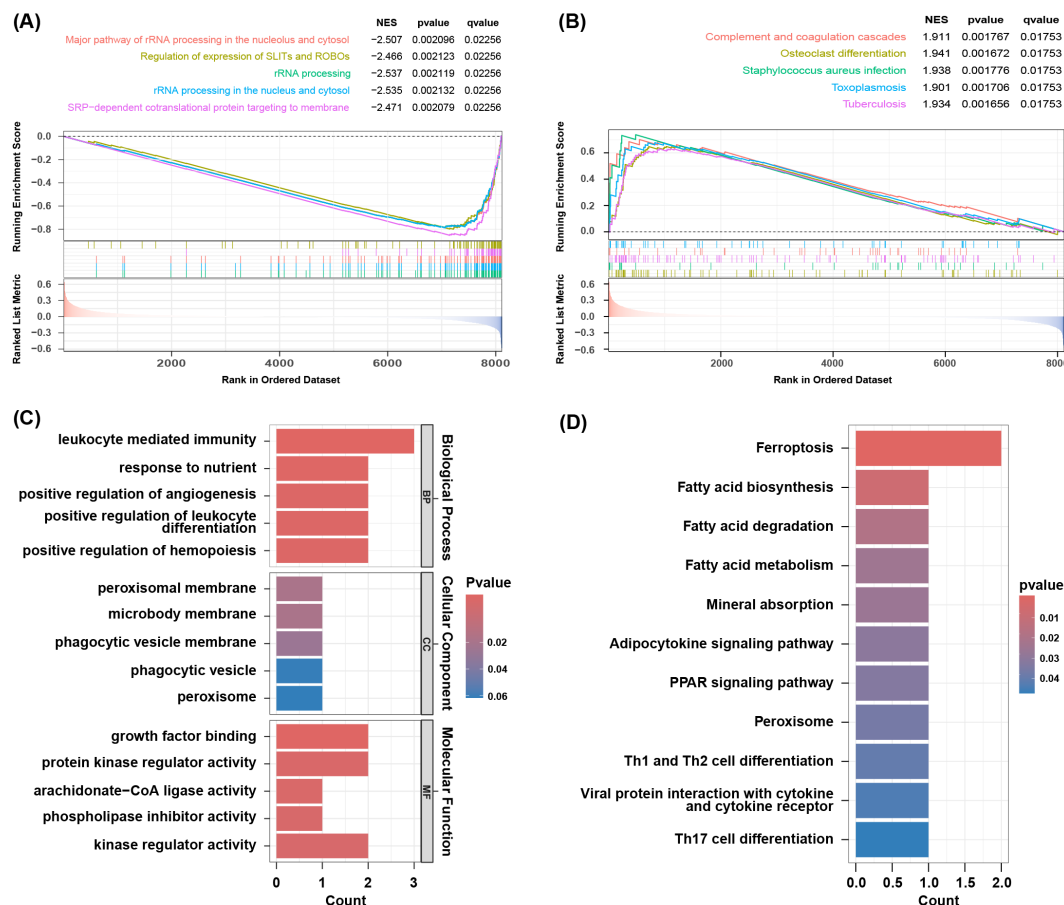 (A)
NES pvalue qvalue
Major pathway of rRNA processing in the nucleolus and cytosol −2.507 0.002096 0.02256
Regulation of expression of SLITs and ROBOs −2.466 0.002123 0.02256
rRNA processing −2.537 0.002119 0.02256
rRNA processing in the nucleus and cytosol −2.535 0.002132 0.02256
SRP−dependent cotranslational protein targeting to membrane −2.471 0.002079 0.02256
Running Enrichment Score
0.0
−0.2
−0.4
−0.6
−0.8
Ranked List Metric
0.6
0.3
0.0
−0.3
−0.6
2000 4000 6000 8000
Rank in Ordered Dataset
(B)
NES pvalue qvalue
Complement and coagulation cascades 1.911 0.001767 0.01753
Osteoclast differentiation 1.941 0.001672 0.01753
Staphylococcus aureus infection 1.938 0.001776 0.01753
Toxoplasmosis 1.901 0.001706 0.01753
Tuberculosis 1.934 0.001656 0.01753
Running Enrichment Score
0.6
0.4
0.2
0.0
Ranked List Metric
0.6
0.3
0.0
−0.3
−0.6
2000 4000 6000 8000
Rank in Ordered Dataset
(C)
leukocyte mediated immunity
response to nutrient
positive regulation of angiogenesis
positive regulation of leukocyte
differentiation
positive regulation of hemopoiesis
BP
Biological Process
peroxisomal membrane
microbody membrane
phagocytic vesicle membrane
phagocytic vesicle
peroxisome
CC
Cellular Component
growth factor binding
protein kinase regulator activity
arachidonate−CoA ligase activity
phospholipase inhibitor activity
kinase regulator activity
MF
Molecular Function
0 1 2 3
Count
Pvalue
0.02
0.04
0.06
(D)
Ferroptosis
Fatty acid biosynthesis
Fatty acid degradation
Fatty acid metabolism
Mineral absorption
Adipocytokine signaling pathway
PPAR signaling pathway
Peroxisome
Th1 and Th2 cell differentiation
Viral protein interaction with cytokine
and cytokine receptor
Th17 cell differentiation
0.0 0.5 1.0 1.5 2.0
Count
pvalue
0.01
0.02
0.03
0.04